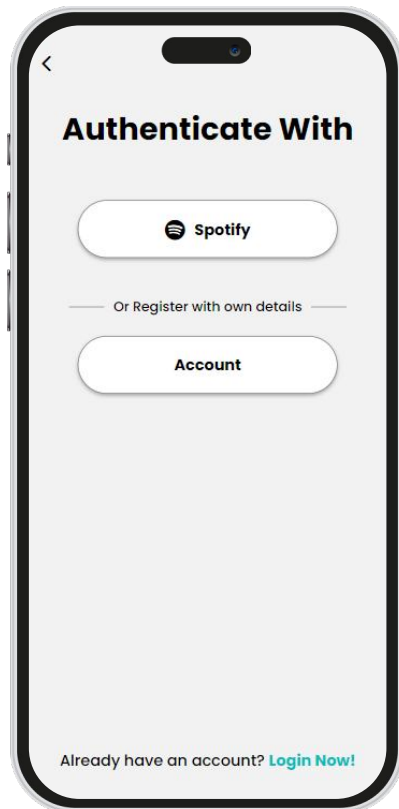 Authenticate With
Spotify
Or Register with own details
Account
Already have an account? Login Now!